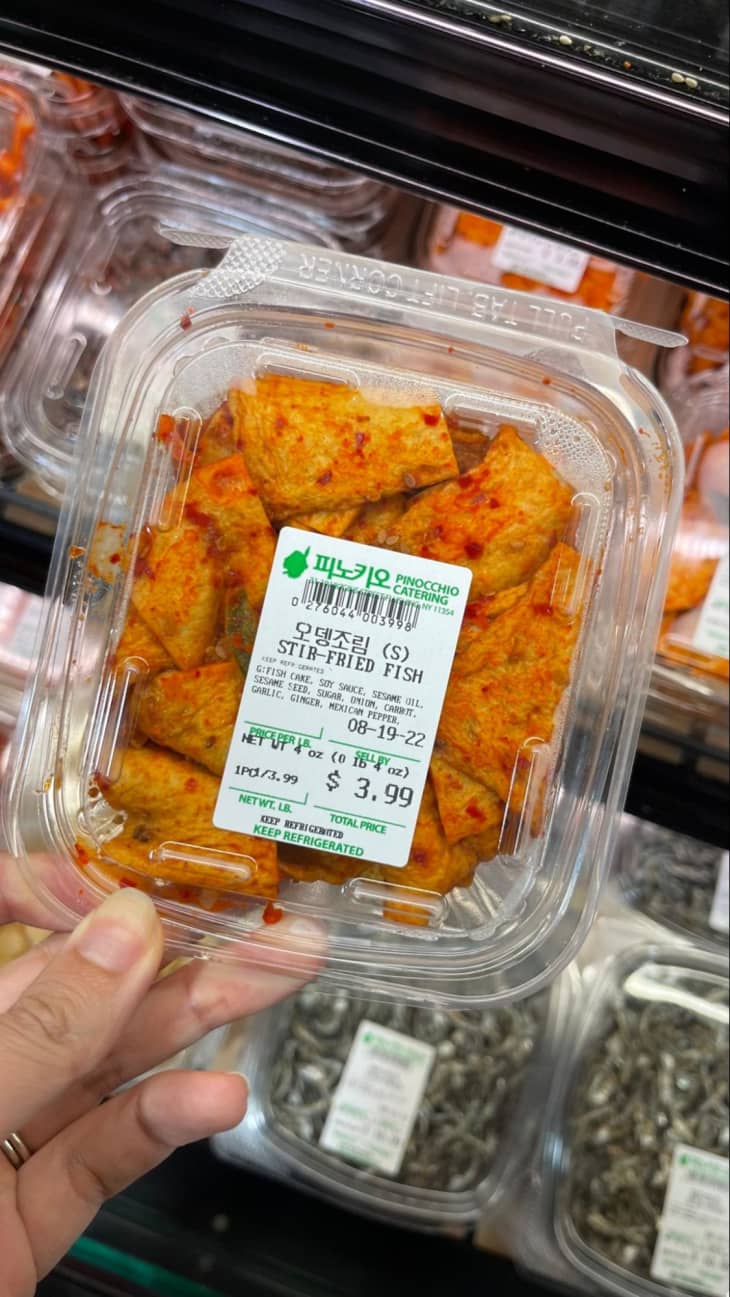 PULL TAB, LIFT CORNER
피노키오 PINOCCHIO
CATERING
NY 11354
0 276044 003998
오뎅조림 (S)
STIR-FRIED FISH
KEEP REFRIGERATED
G:FISH CAKE, SOY SAUCE, SESAME OIL,
SESAME SEED, SUGAR, ONION, CARROT,
GARLIC, GINGER, MEXICAN PEPPER,
08-19-22
PRICE PER LB.
SELL BY
NET WT 4 oz (0 lb 4 oz)
1PC/3.99
$ 3.99
NET WT. LB.
TOTAL PRICE
KEEP REFRIGERATED
KEEP REFRIGERATED